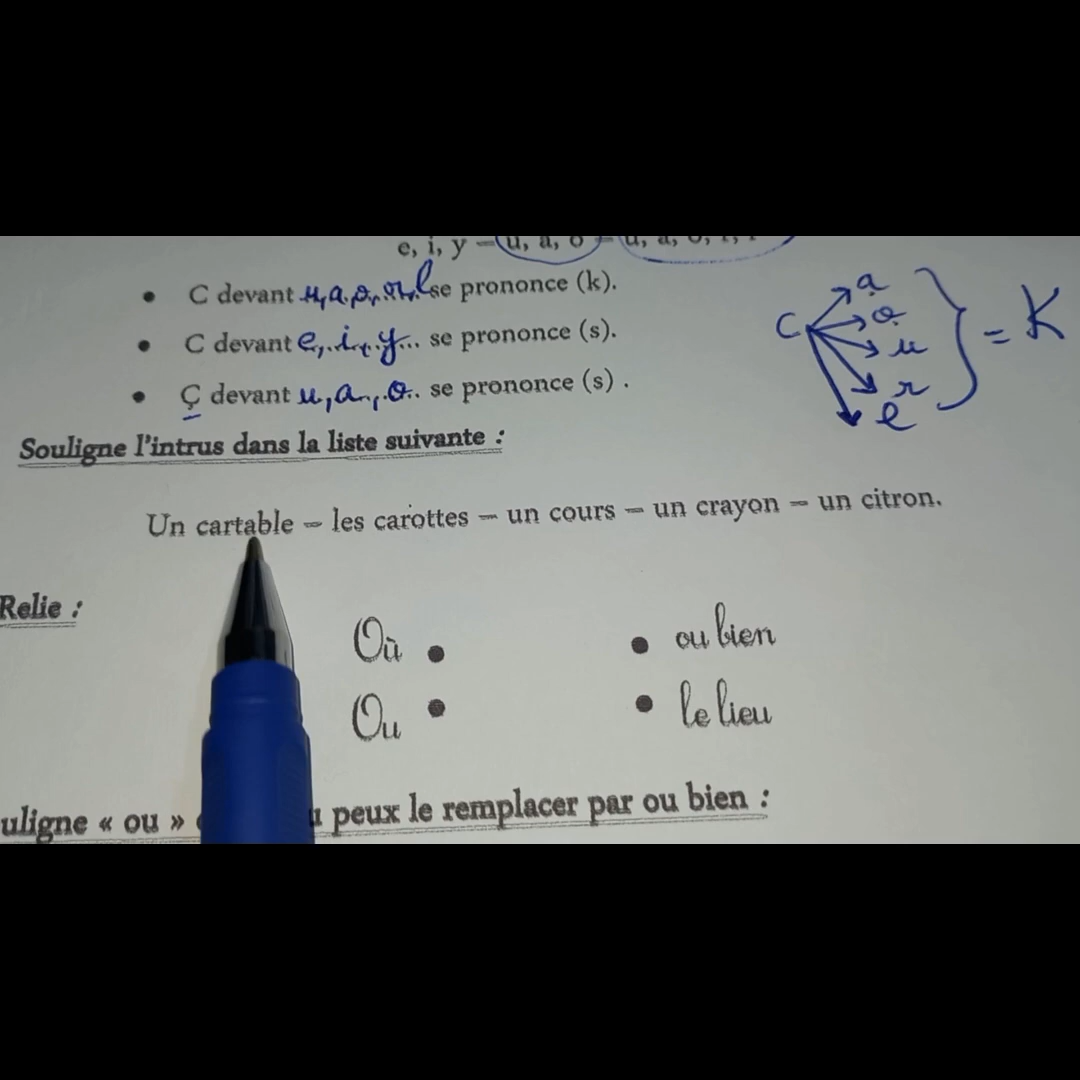 e, i, y – u, a, o – u, a, o, r, l
• C devant u, a, o, r, l se prononce (k).
• C devant e, i, y... se prononce (s).
• Ç devant u, a, o.. se prononce (s) .
C a o u r l } = K
Souligne l'intrus dans la liste suivante :
Un cartable – les carottes – un cours – un crayon – un citron.
Relie :
Où • • ou bien
Ou • • le lieu
uligne « ou » peux le remplacer par ou bien :